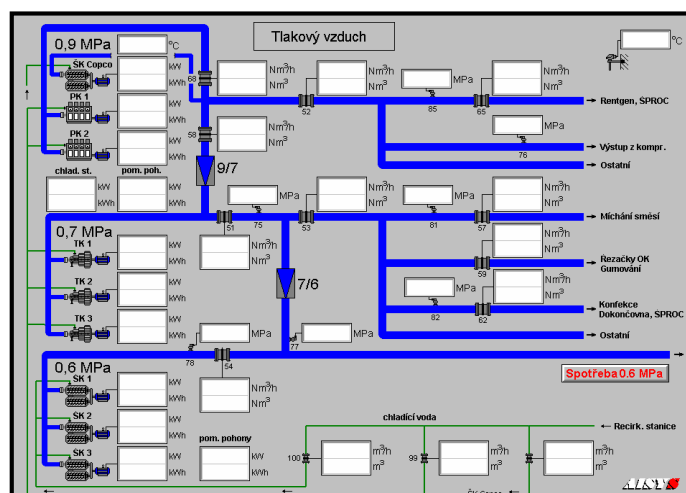 0,9 MPa
°C
Tlakový vzduch
°C
ŠK Copco
kW
kWh
68
Nm³/h
Nm³
52
Nm³/h
Nm³
MPa
85
65
Nm³/h
Nm³
Rentgen, SPROC
PK 1
kW
kWh
58
Nm³/h
Nm³
MPa
76
Výstup z kompr.
PK 2
kW
kWh
Ostatní
chlad. st.
pom. poh.
9/7
kW
kWh
kW
kWh
MPa
51
75
53
Nm³/h
Nm³
MPa
81
57
Nm³/h
Nm³
Míchání směsí
0,7 MPa
TK 1
kW
kWh
Nm³/h
Nm³
59
Nm³/h
Nm³
Řezačky OK
Gumování
TK 2
kW
kWh
7/6
MPa
82
62
Nm³/h
Nm³
Konfekce
Dokončovna, SPROC
TK 3
kW
kWh
MPa
78
54
MPa
77
Ostatní
0,6 MPa
Spotřeba 0.6 MPa
ŠK 1
kW
kWh
Nm³/h
Nm³
ŠK 2
kW
kWh
chladící voda
Recirk. stanice
pom. pohony
ŠK 3
kW
kWh
kW
kWh
100
m³/h
m³
99
m³/h
m³
m³/h
m³
ŠK Copco
AISYS